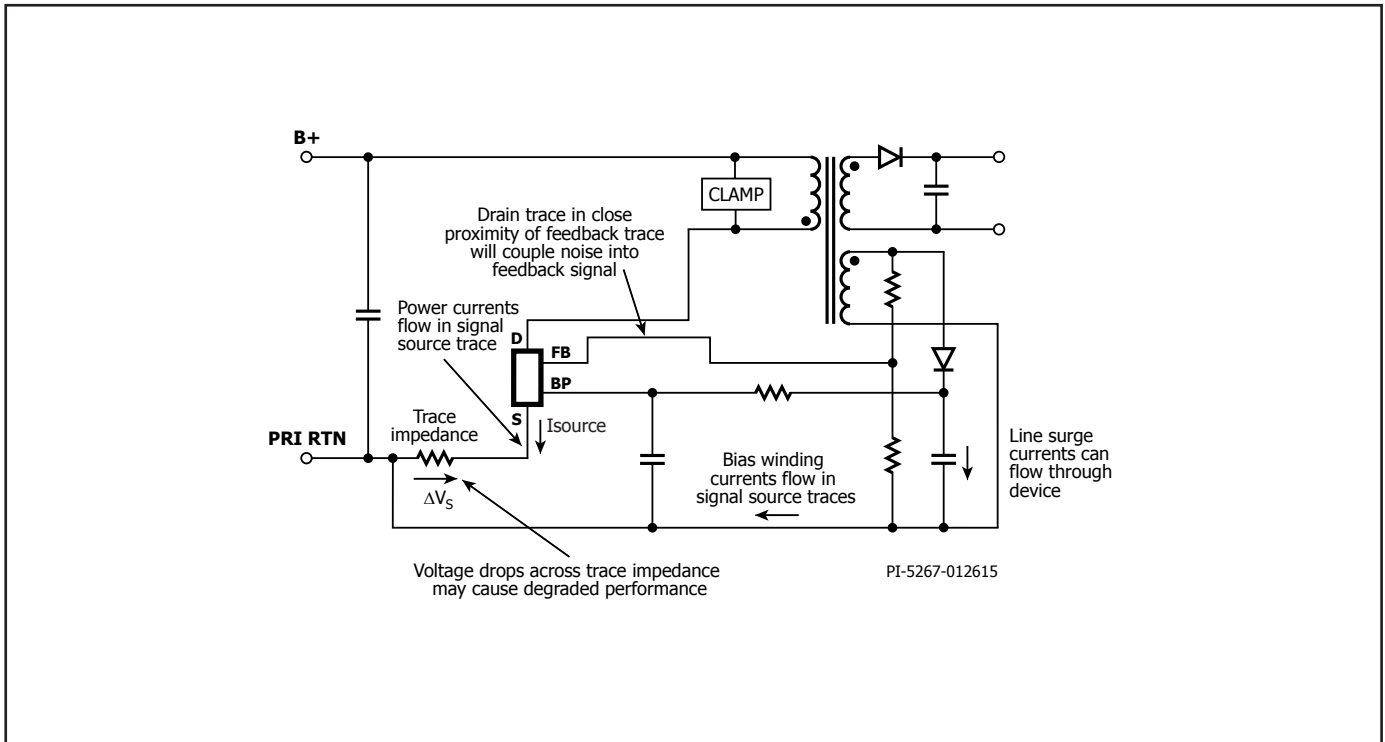 B+
CLAMP
Drain trace in close
proximity of feedback trace
will couple noise into
feedback signal
Power currents
flow in signal
source trace
D
FB
BP
S
Isource
Trace
impedance
PRI RTN
ΔVS
Bias winding
currents flow in
signal source traces
Line surge
currents can
flow through
device
Voltage drops across trace impedance
may cause degraded performance
PI-5267-012615